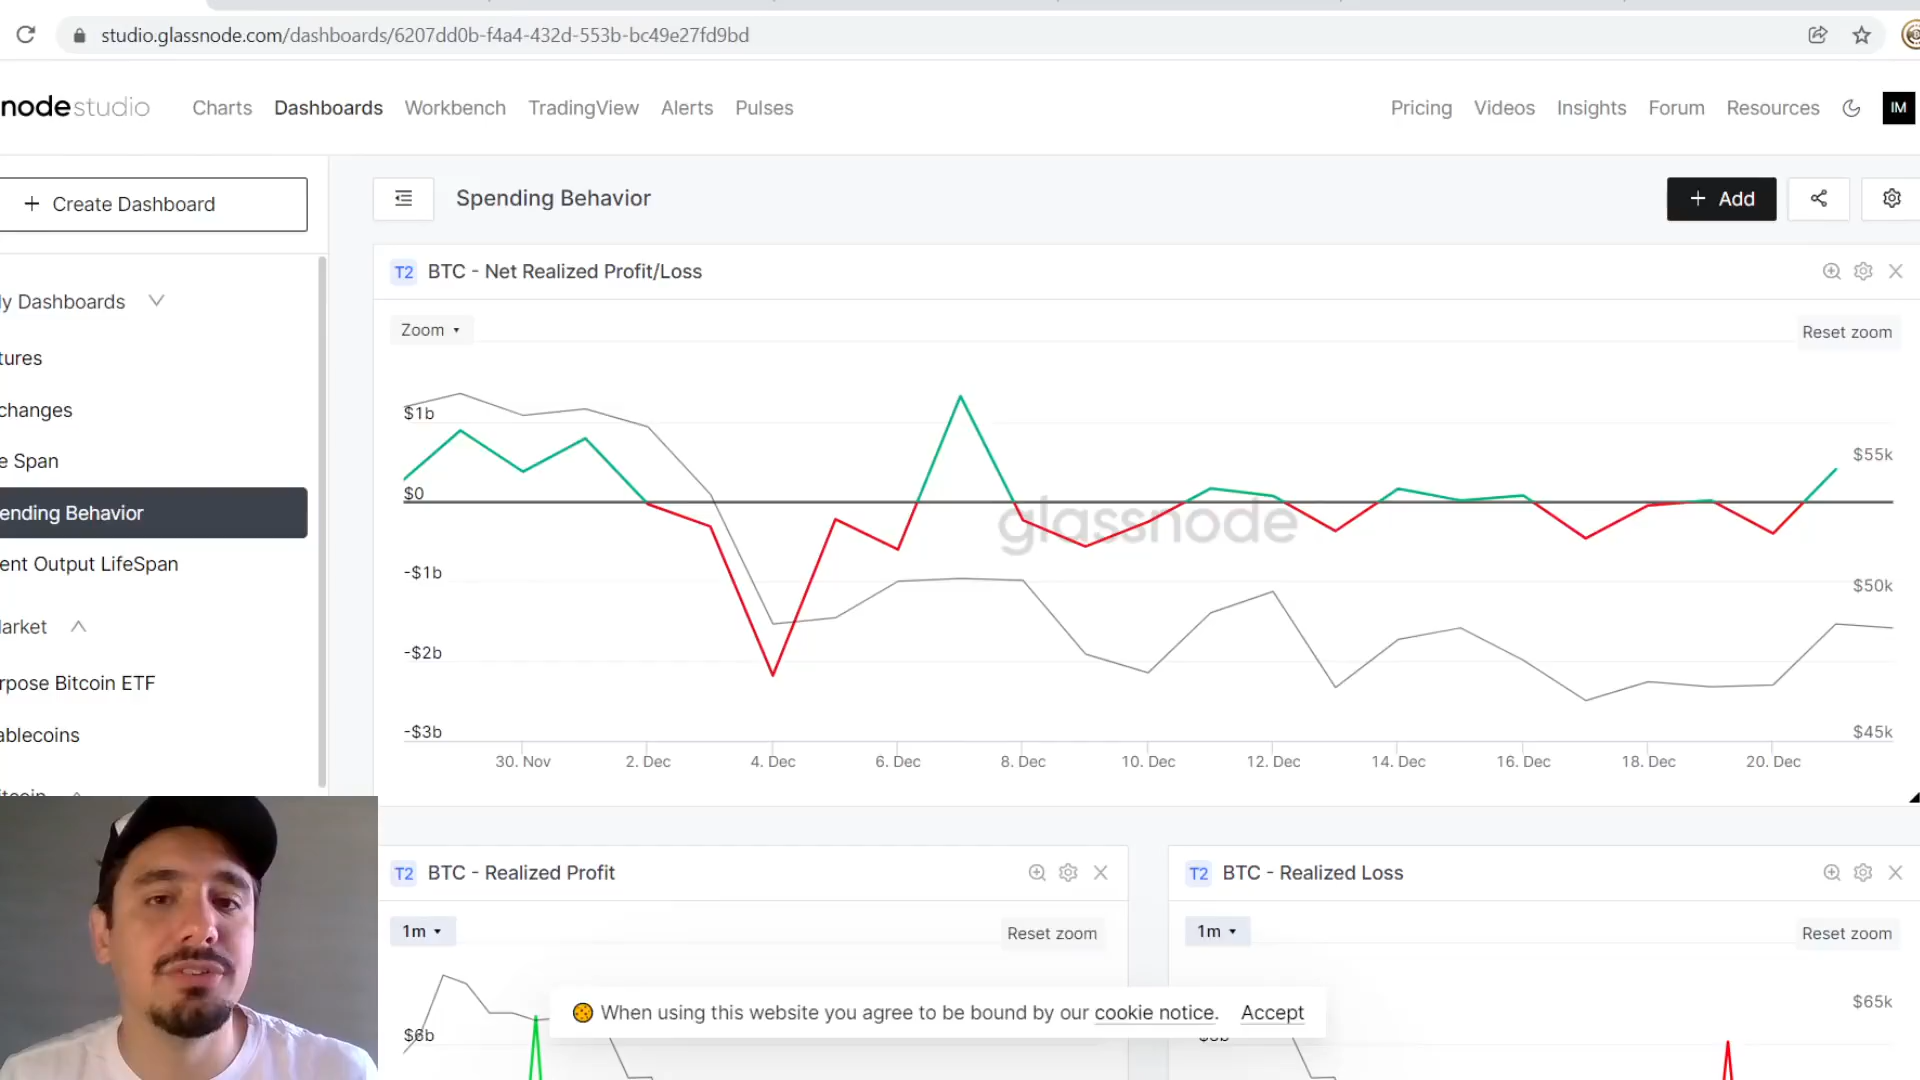 studio.glassnode.com/dashboards/6207dd0b-f4a4-432d-553b-bc49e27fd9bd
nodestudio Charts Dashboards Workbench TradingView Alerts Pulses Pricing Videos Insights Forum Resources IM
+ Create Dashboard
y Dashboards
tures
changes
e Span
ending Behavior
ent Output LifeSpan
arket
rpose Bitcoin ETF
ablecoins
itcoin
Spending Behavior
+ Add
T2 BTC - Net Realized Profit/Loss
Zoom
Reset zoom
$1b
$0
-$1b
-$2b
-$3b
$55k
$50k
$45k
glassnode
30. Nov 2. Dec 4. Dec 6. Dec 8. Dec 10. Dec 12. Dec 14. Dec 16. Dec 18. Dec 20. Dec
T2 BTC - Realized Profit
1m
Reset zoom
$6b
T2 BTC - Realized Loss
1m
Reset zoom
$65k
When using this website you agree to be bound by our cookie notice. Accept